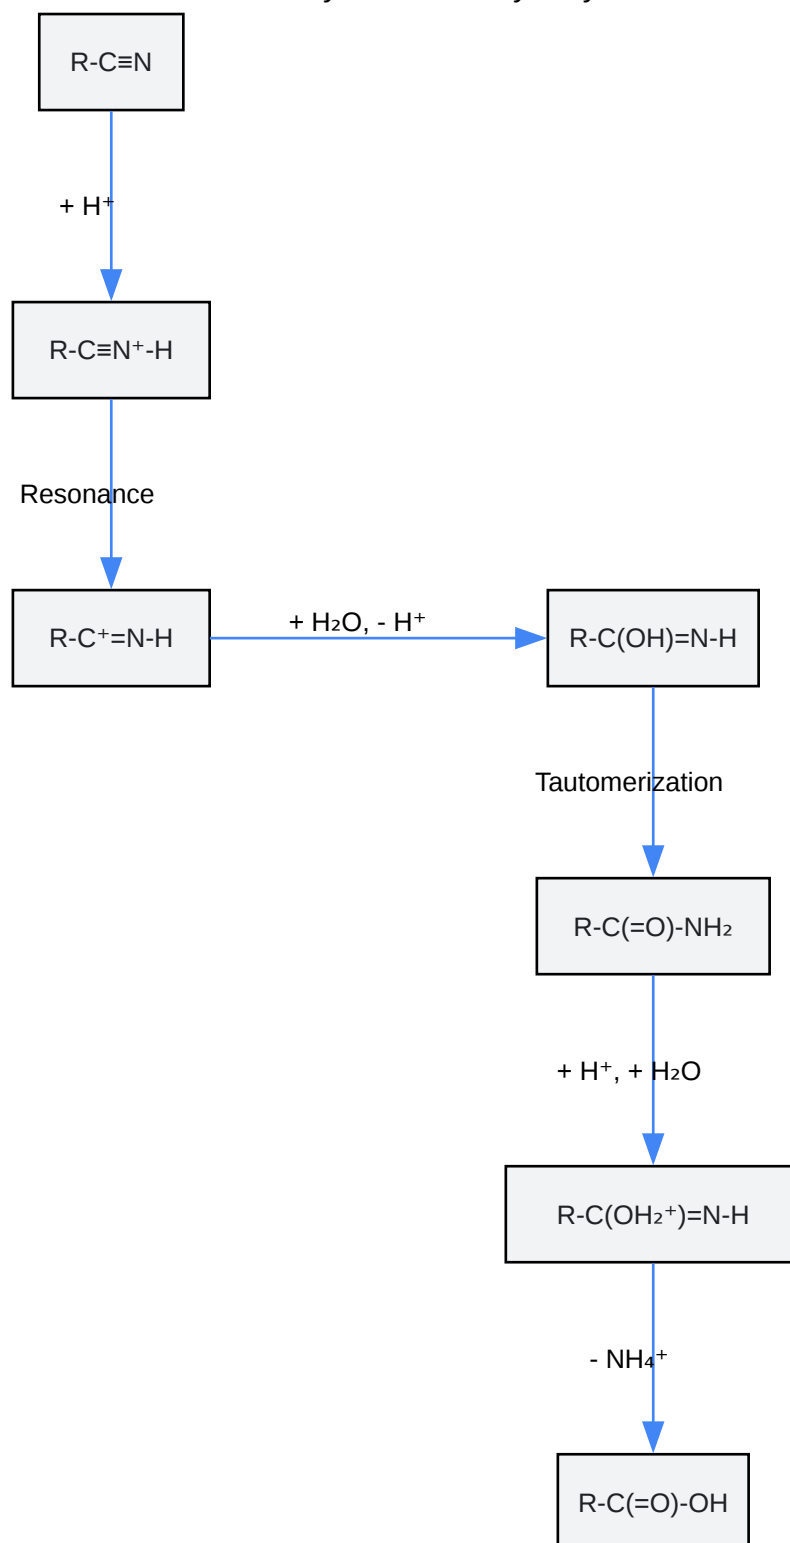 R-C≡N
+ H⁺
R-C≡N⁺-H
Resonance
R-C⁺=N-H
+ H₂O, - H⁺
R-C(OH)=N-H
Tautomerization
R-C(=O)-NH₂
+ H⁺, + H₂O
R-C(OH₂⁺)=N-H
- NH₄⁺
R-C(=O)-OH